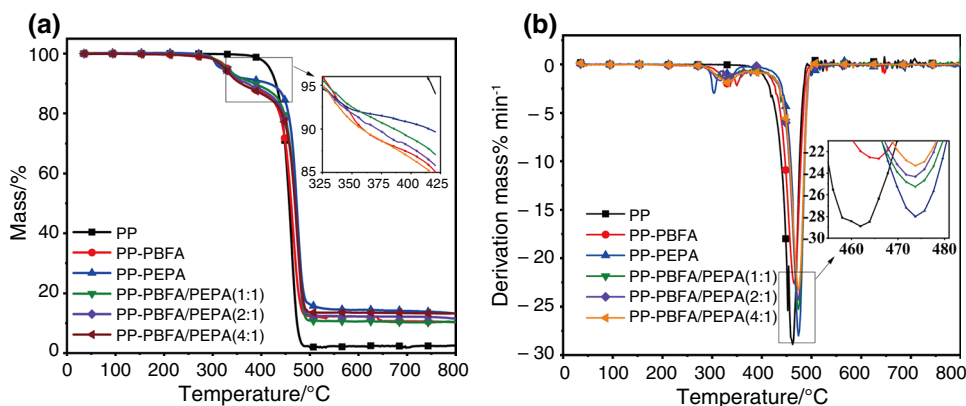 (a)
100
80
60
40
20
0
Mass/%
95
90
85
325
350
375
400
425
PP
PP-PBFA
PP-PEPA
PP-PBFA/PEPA(1:1)
PP-PBFA/PEPA(2:1)
PP-PBFA/PEPA(4:1)
0 100 200 300 400 500 600 700 800
Temperature/°C
(b)
0
– 5
– 10
– 15
– 20
– 25
– 30
Derivation mass% min⁻¹
-22
-24
-26
-28
-30
460 470 480
PP
PP-PBFA
PP-PEPA
PP-PBFA/PEPA(1:1)
PP-PBFA/PEPA(2:1)
PP-PBFA/PEPA(4:1)
0 100 200 300 400 500 600 700 800
Temperature/°C